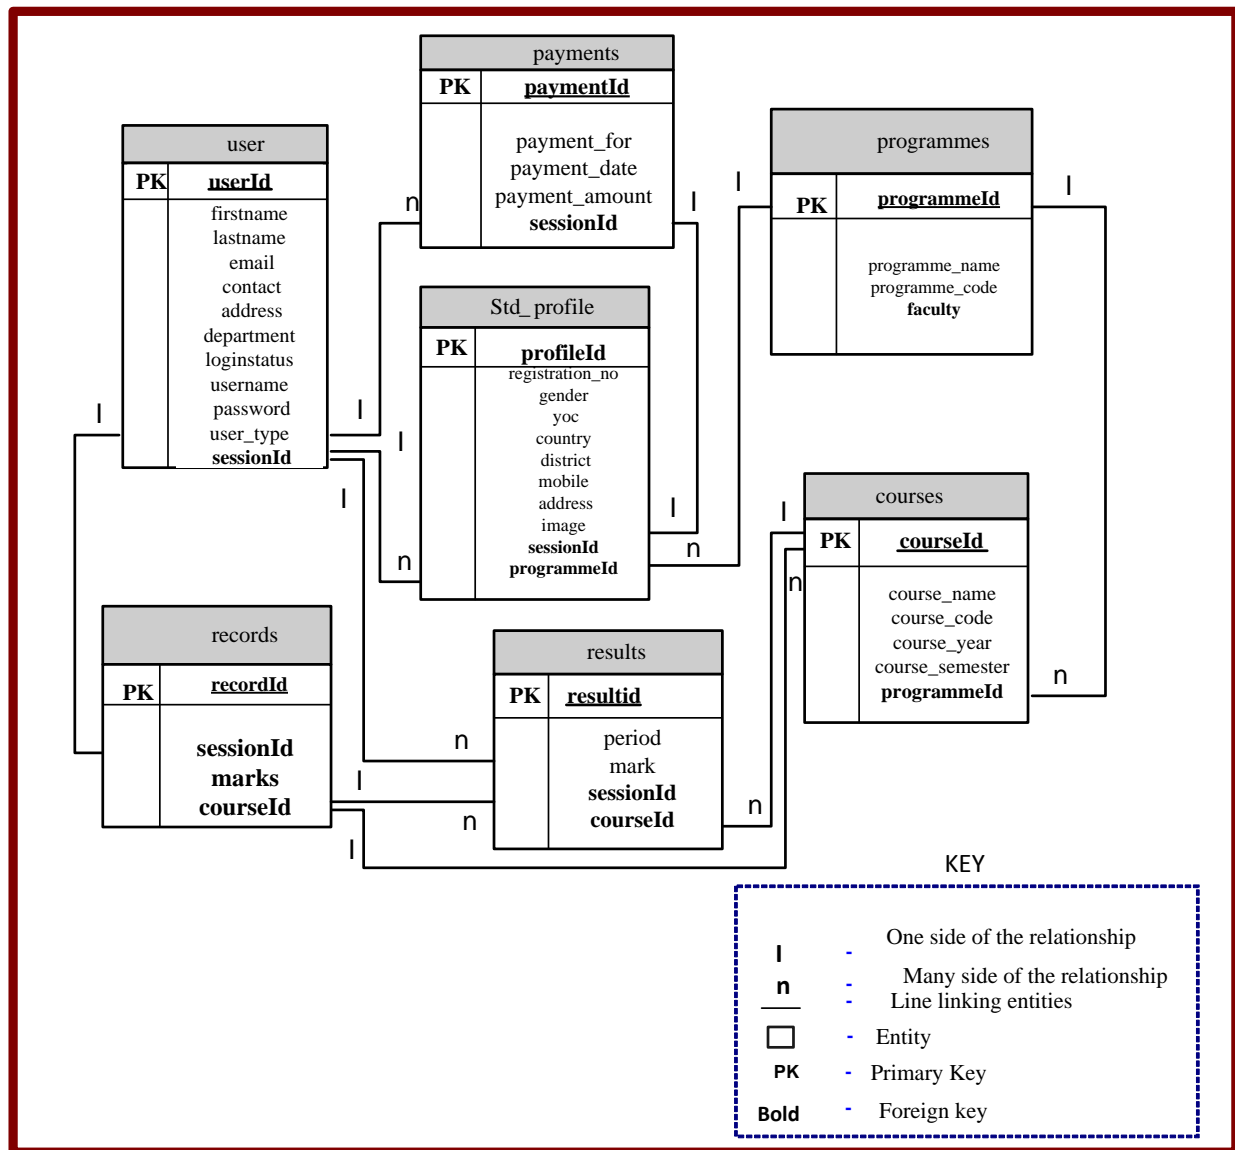 payments
PK paymentId
payment_for
payment_date
payment_amount
sessionId
user
PK userId
firstname
lastname
email
contact
address
department
loginstatus
username
password
user_type
sessionId
programmes
PK programmeId
programme_name
programme_code
faculty
Std_ profile
PK profileId
registration_no
gender
yoc
country
district
mobile
address
image
sessionId
programmeId
courses
PK courseId
course_name
course_code
course_year
course_semester
programmeId
records
PK recordId
sessionId
marks
courseId
results
PK resultid
period
mark
sessionId
courseId
n
I
I
I
I
I
I
I
n
n
I
I
n
n
n
I
n
n
I
KEY
I - One side of the relationship
n - Many side of the relationship
- Line linking entities
- Entity
PK - Primary Key
Bold - Foreign key